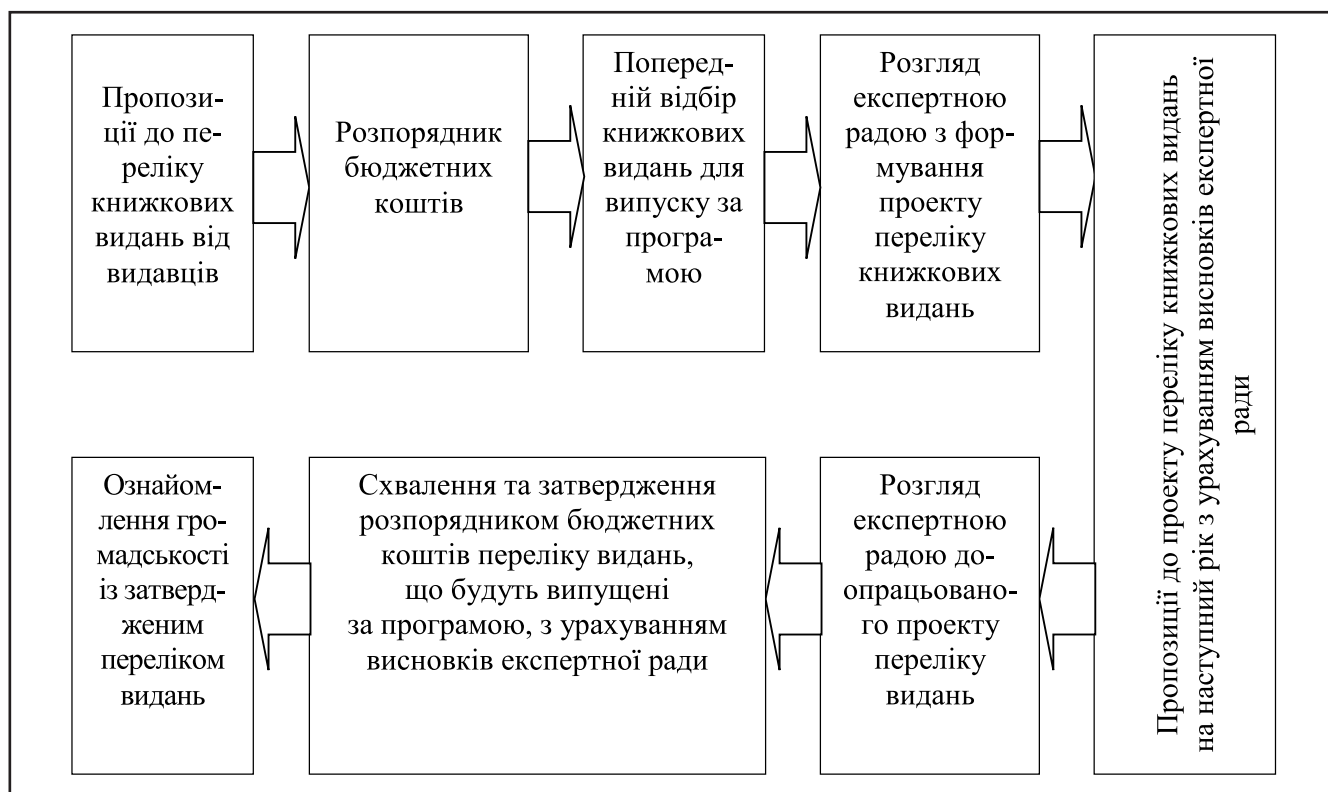 Пропози-
ції до пе-
реліку
книжкових
видань від
видавців
Розпорядник
бюджетних
коштів
Поперед-
ній відбір
книжкових
видань для
випуску за
програ-
мою
Розгляд
експертною
радою з фор-
мування
проекту
переліку
книжкових
видань
Пропозиції до проекту переліку книжкових видань
на наступний рік з урахуванням висновків експертної
ради
Розгляд
експертною
радою до-
опрацьовано-
го проекту
переліку
видань
Схвалення та затвердження
розпорядником бюджетних
коштів переліку видань,
що будуть випущені
за програмою, з урахуванням
висновків експертної ради
Ознайом-
лення гро-
мадськості
із затвер-
дженим
переліком
видань